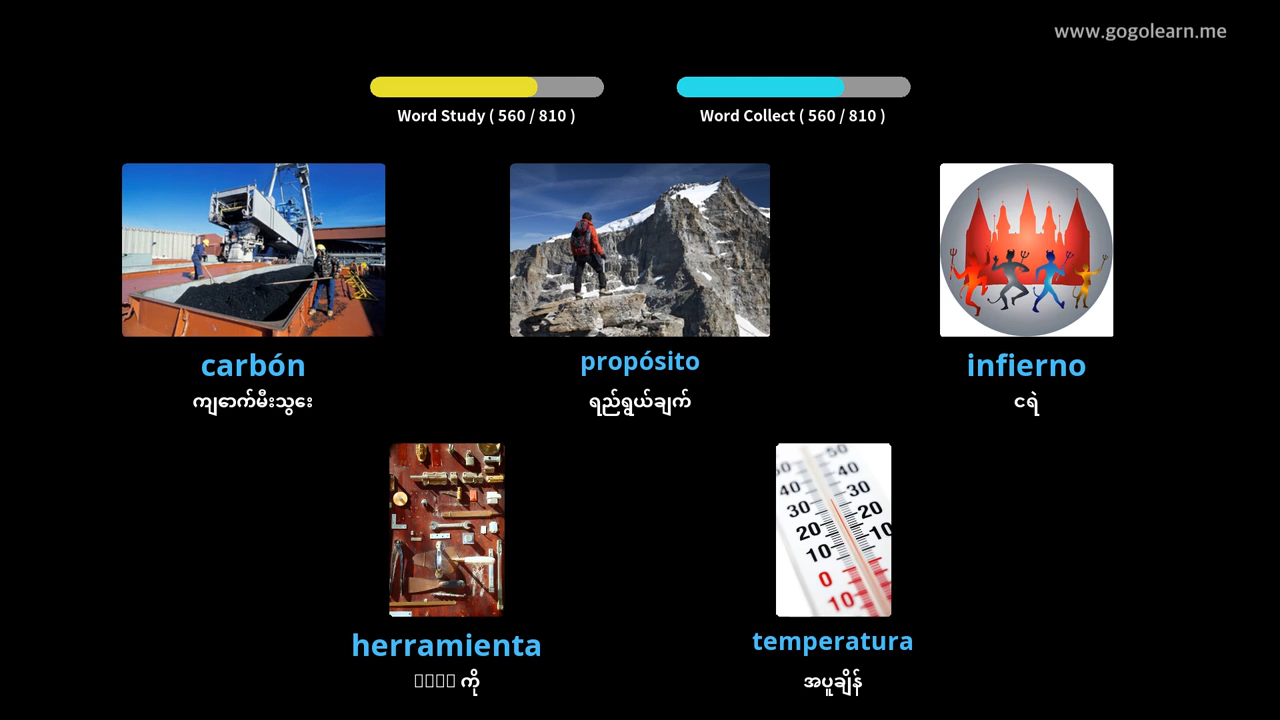 www.gogolearn.me
Word Study ( 560 / 810 )
Word Collect ( 560 / 810 )
carbón
ကျောက်မီးသွေး
propósito
ရည်ရွယ်ချက်
infierno
ငရဲ
herramienta
ကို
temperatura
အပူချိန်